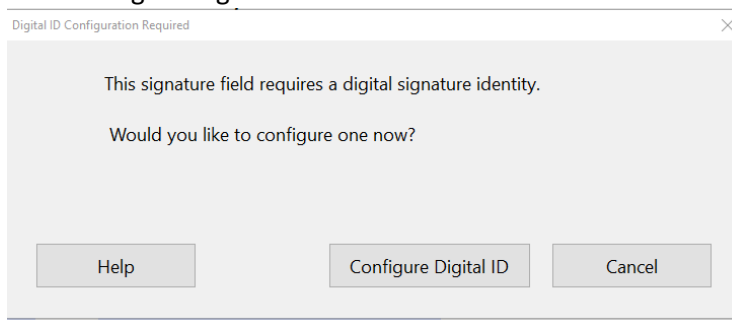 Digital ID Configuration Required
This signature field requires a digital signature identity.
Would you like to configure one now?
Help Configure Digital ID Cancel